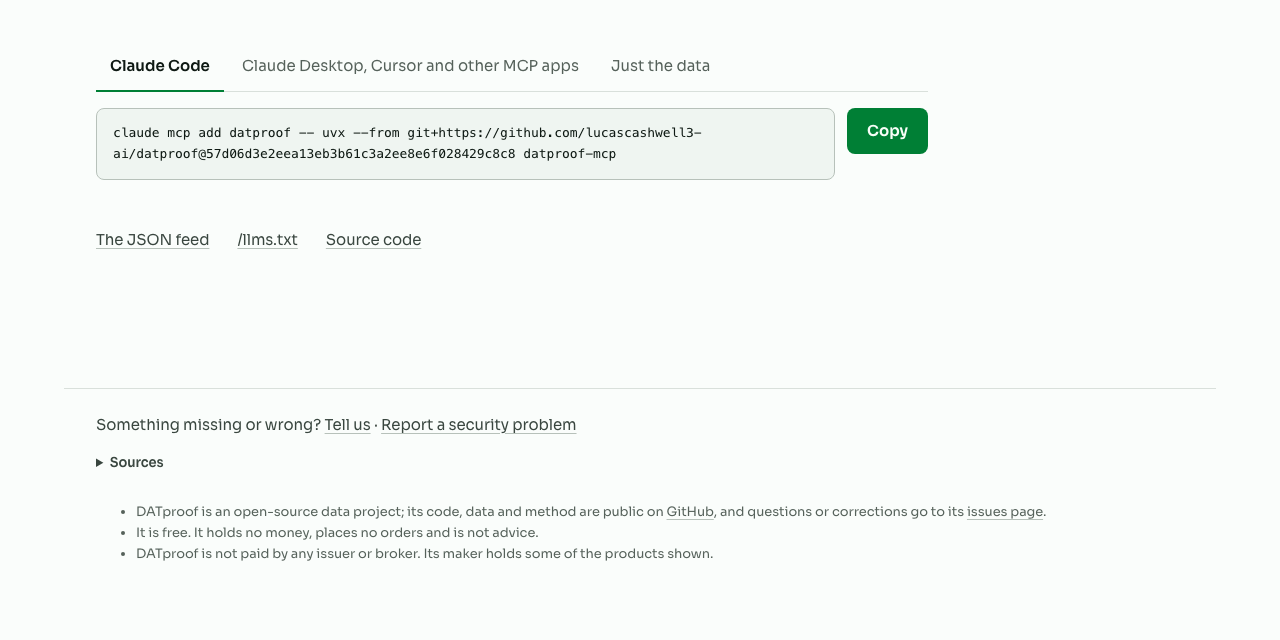 Claude Code Claude Desktop, Cursor and other MCP apps Just the data
claude mcp add datproof -- uvx --from git+https://github.com/lucascashwell3-
ai/datproof@57d06d3e2eea13eb3b61c3a2ee8e6f028429c8c8 datproof-mcp
Copy
The JSON feed /llms.txt Source code
Something missing or wrong? Tell us · Report a security problem
Sources
• DATproof is an open-source data project; its code, data and method are public on GitHub, and questions or corrections go to its issues page.
• It is free. It holds no money, places no orders and is not advice.
• DATproof is not paid by any issuer or broker. Its maker holds some of the products shown.